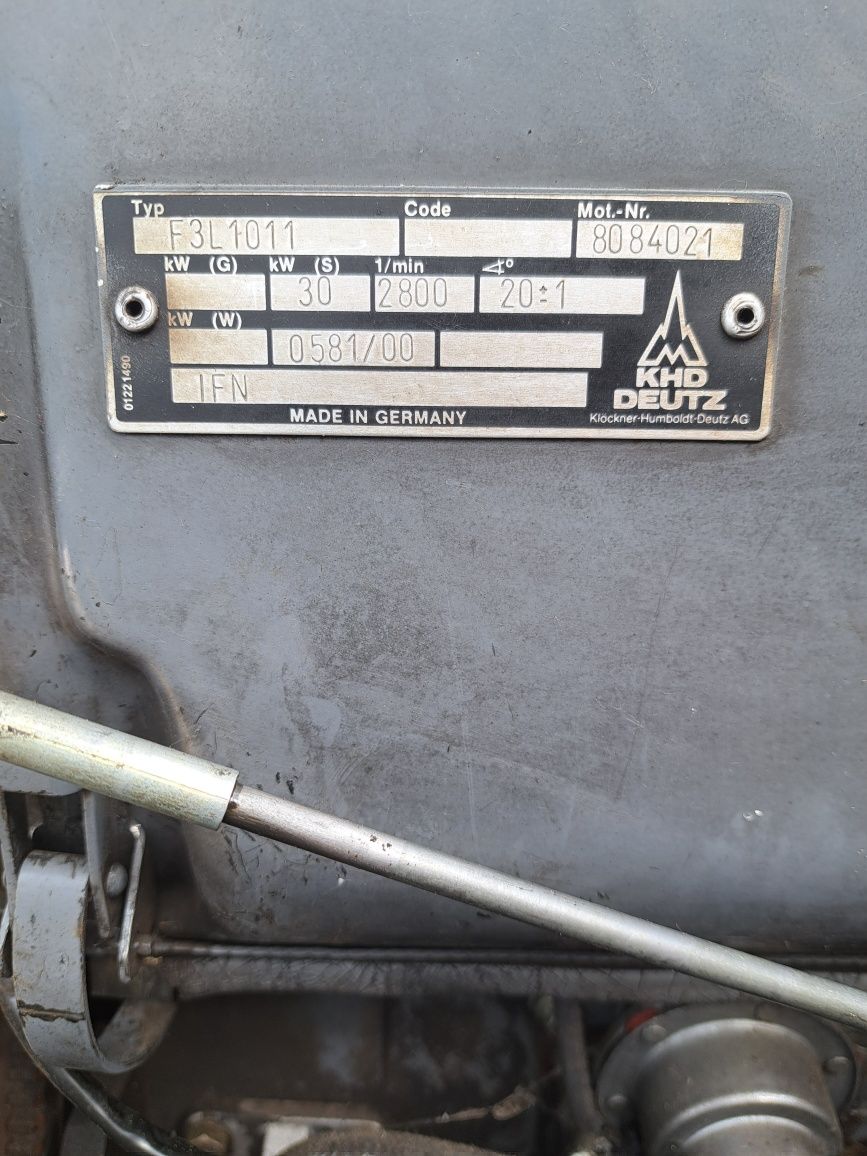 Typ Code Mot.-Nr.
F3L1011 8084021
kW (G) kW (S) 1/min ∢°
30 2800 20±1
kW (W)
0581/00
IFN
01221490
MADE IN GERMANY
KHD
DEUTZ
Klöckner-Humboldt-Deutz AG